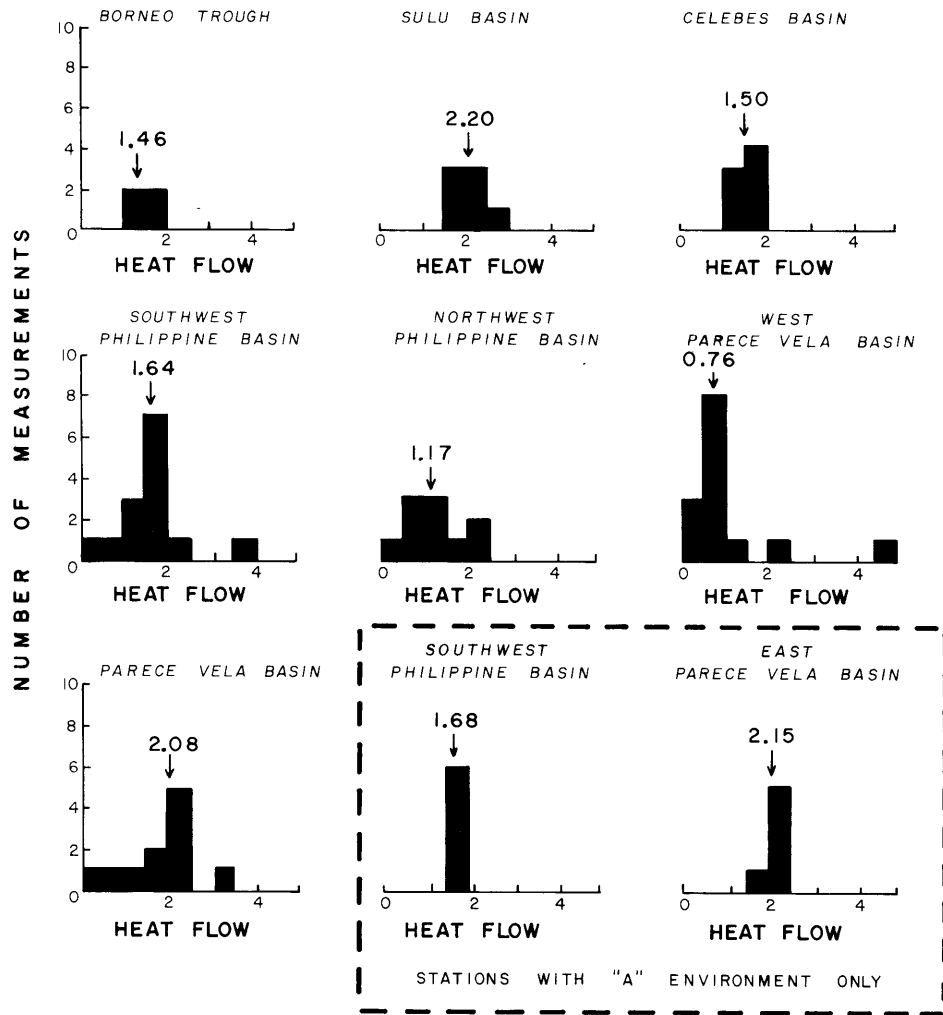 NUMBER OF MEASUREMENTS
BORNEO TROUGH
10
8
6
4
2
0
1.46
2
4
HEAT FLOW
SULU BASIN
2.20
0
2
4
HEAT FLOW
CELEBES BASIN
1.50
0
2
4
HEAT FLOW
SOUTHWEST
PHILIPPINE BASIN
10
8
6
4
2
0
1.64
2
4
HEAT FLOW
NORTHWEST
PHILIPPINE BASIN
1.17
0
2
4
HEAT FLOW
WEST
PARECE VELA BASIN
0.76
0
2
4
HEAT FLOW
PARECE VELA BASIN
10
8
6
4
2
0
2.08
2
4
HEAT FLOW
SOUTHWEST
PHILIPPINE BASIN
1.68
0
2
4
HEAT FLOW
EAST
PARECE VELA BASIN
2.15
0
2
4
HEAT FLOW
STATIONS WITH "A" ENVIRONMENT ONLY